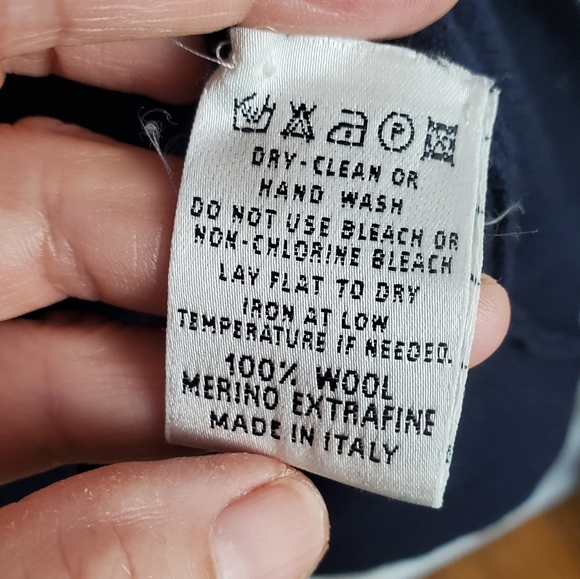 P
DRY-CLEAN OR
HAND WASH
DO NOT USE BLEACH OR
NON-CHLORINE BLEACH
LAY FLAT TO DRY
IRON AT LOW
TEMPERATURE IF NEEDED.
100% WOOL
MERINO EXTRAFINE
MADE IN ITALY